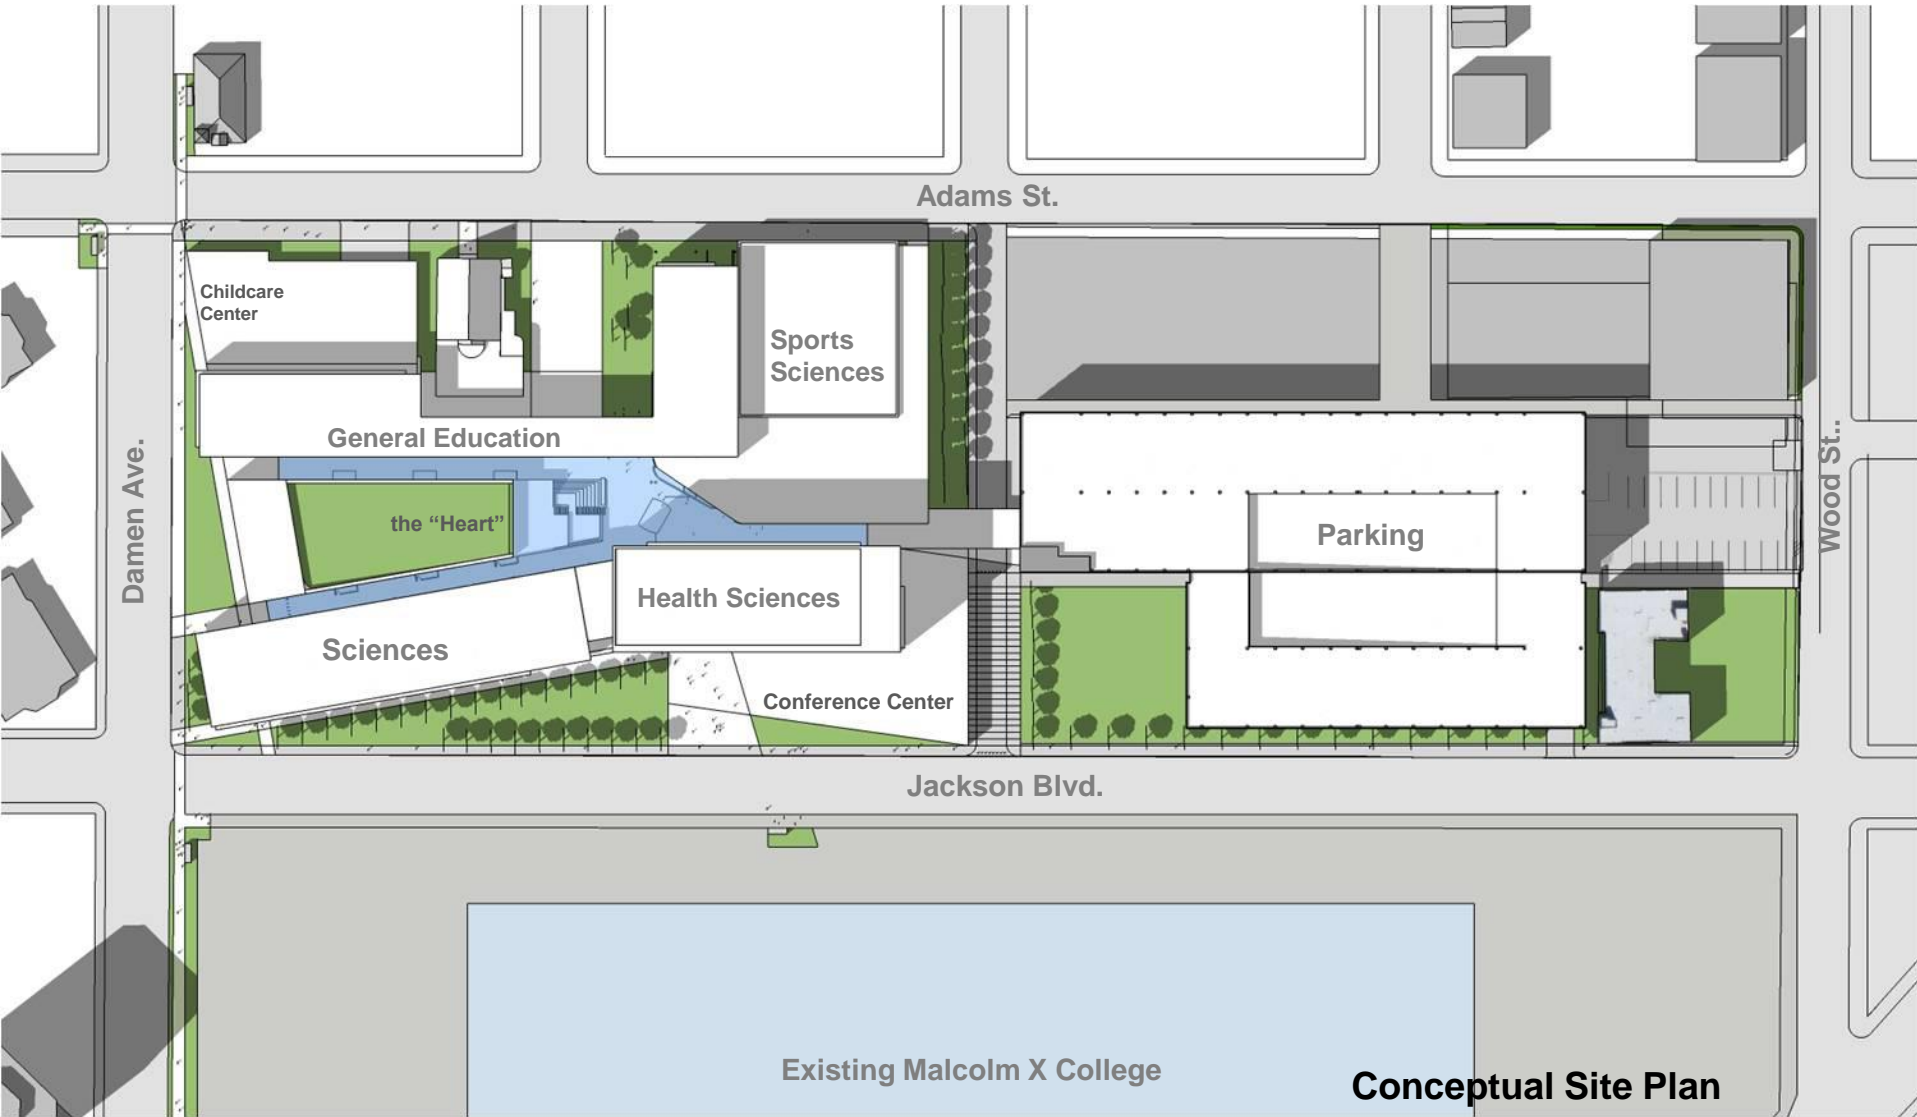 Adams St.
Childcare
Center
Sports
Sciences
General Education
Damen Ave.
the “Heart”
Parking
Wood St..
Health Sciences
Sciences
Conference Center
Jackson Blvd.
Existing Malcolm X College
Conceptual Site Plan